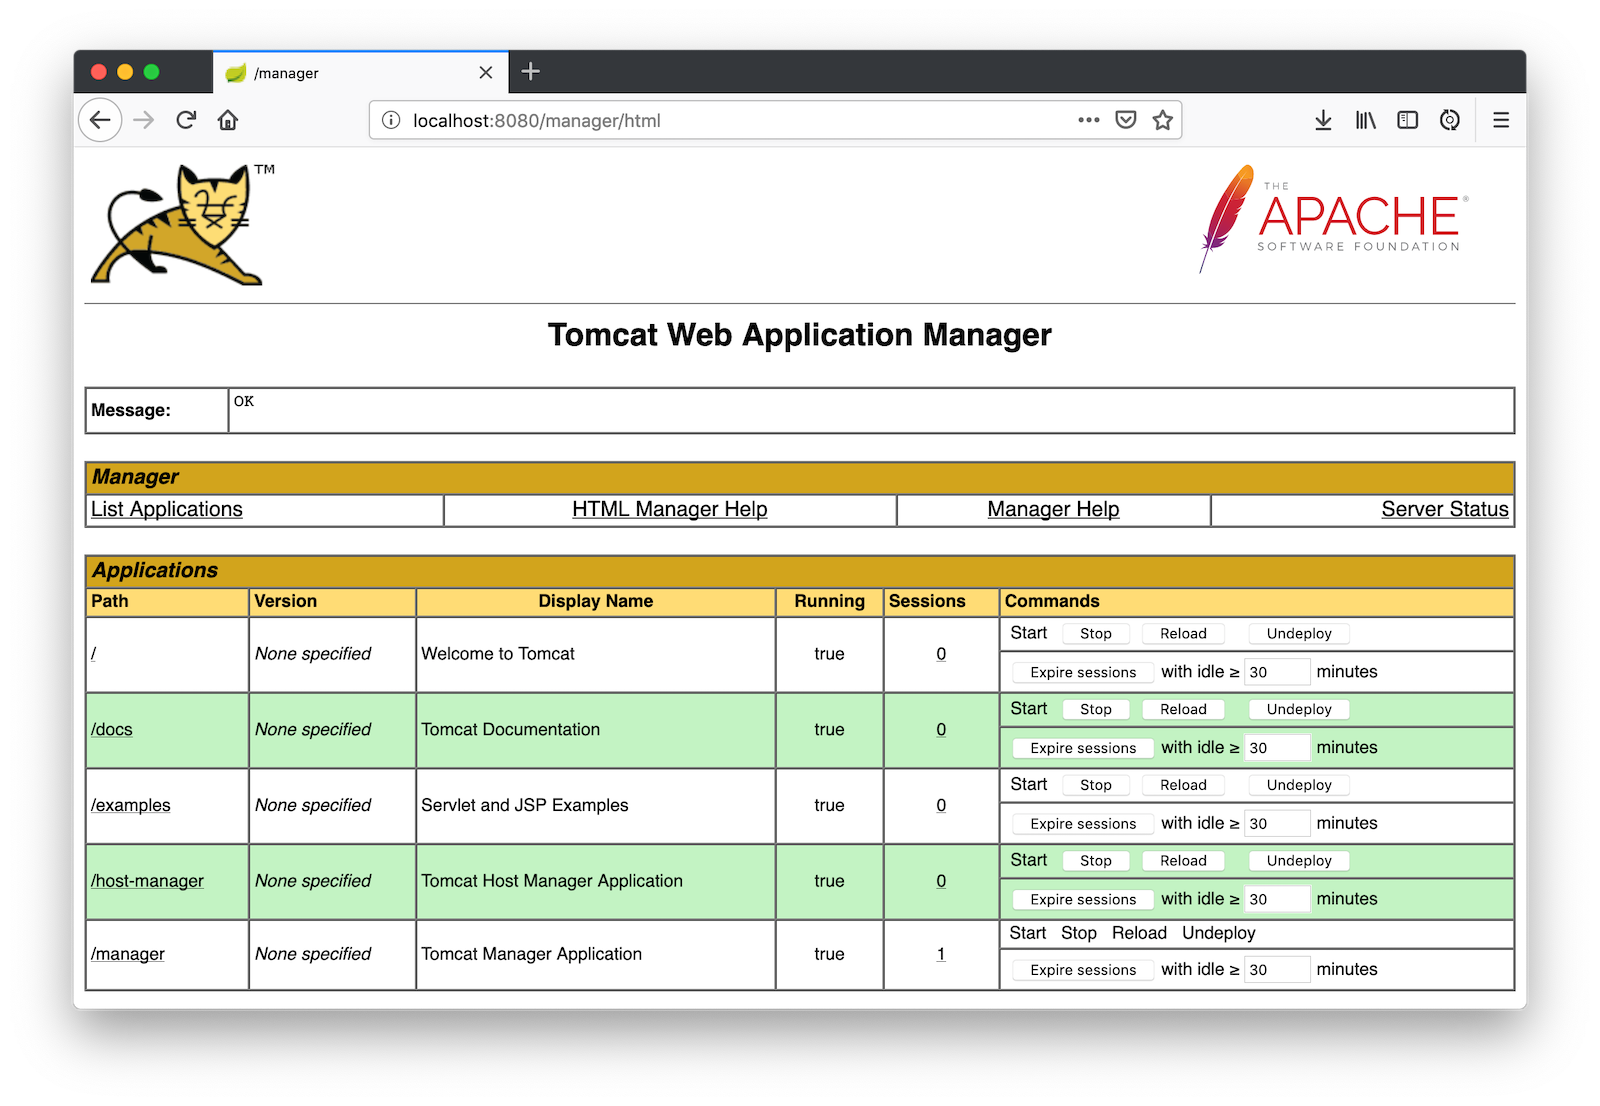 /manager
localhost:8080/manager/html
TM
THE
APACHE®
SOFTWARE FOUNDATION
Tomcat Web Application Manager
Message: OK
Manager
List Applications HTML Manager Help Manager Help Server Status
Applications
Path Version Display Name Running Sessions Commands
Start Stop Reload Undeploy
/ None specified Welcome to Tomcat true 0
Expire sessions with idle ≥ 30 minutes
Start Stop Reload Undeploy
/docs None specified Tomcat Documentation true 0
Expire sessions with idle ≥ 30 minutes
Start Stop Reload Undeploy
/examples None specified Servlet and JSP Examples true 0
Expire sessions with idle ≥ 30 minutes
Start Stop Reload Undeploy
/host-manager None specified Tomcat Host Manager Application true 0
Expire sessions with idle ≥ 30 minutes
Start Stop Reload Undeploy
/manager None specified Tomcat Manager Application true 1
Expire sessions with idle ≥ 30 minutes